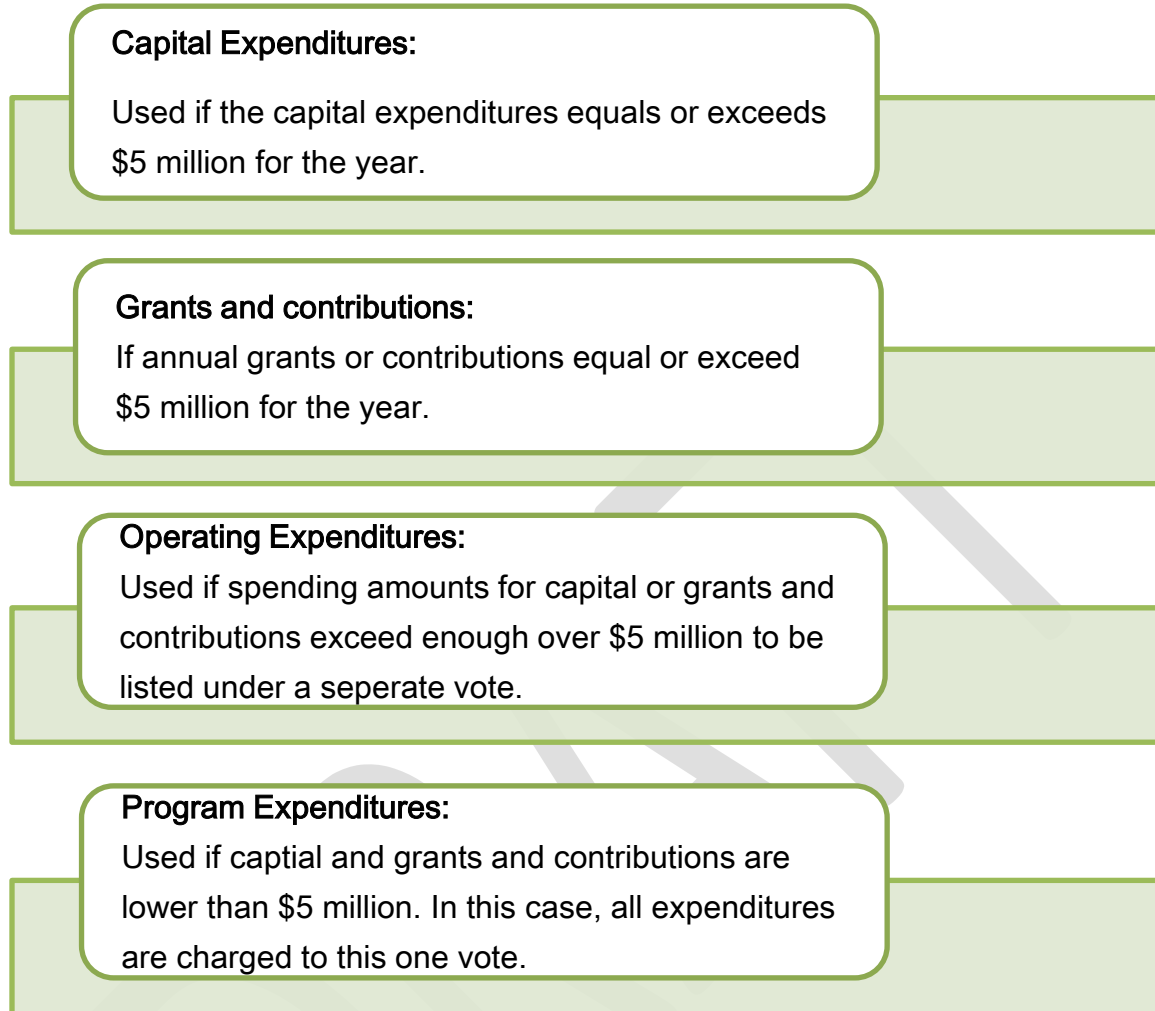 Capital Expenditures:
Used if the capital expenditures equals or exceeds
$5 million for the year.
Grants and contributions:
If annual grants or contributions equal or exceed
$5 million for the year.
Operating Expenditures:
Used if spending amounts for capital or grants and
contributions exceed enough over $5 million to be
listed under a seperate vote.
Program Expenditures:
Used if captial and grants and contributions are
lower than $5 million. In this case, all expenditures
are charged to this one vote.